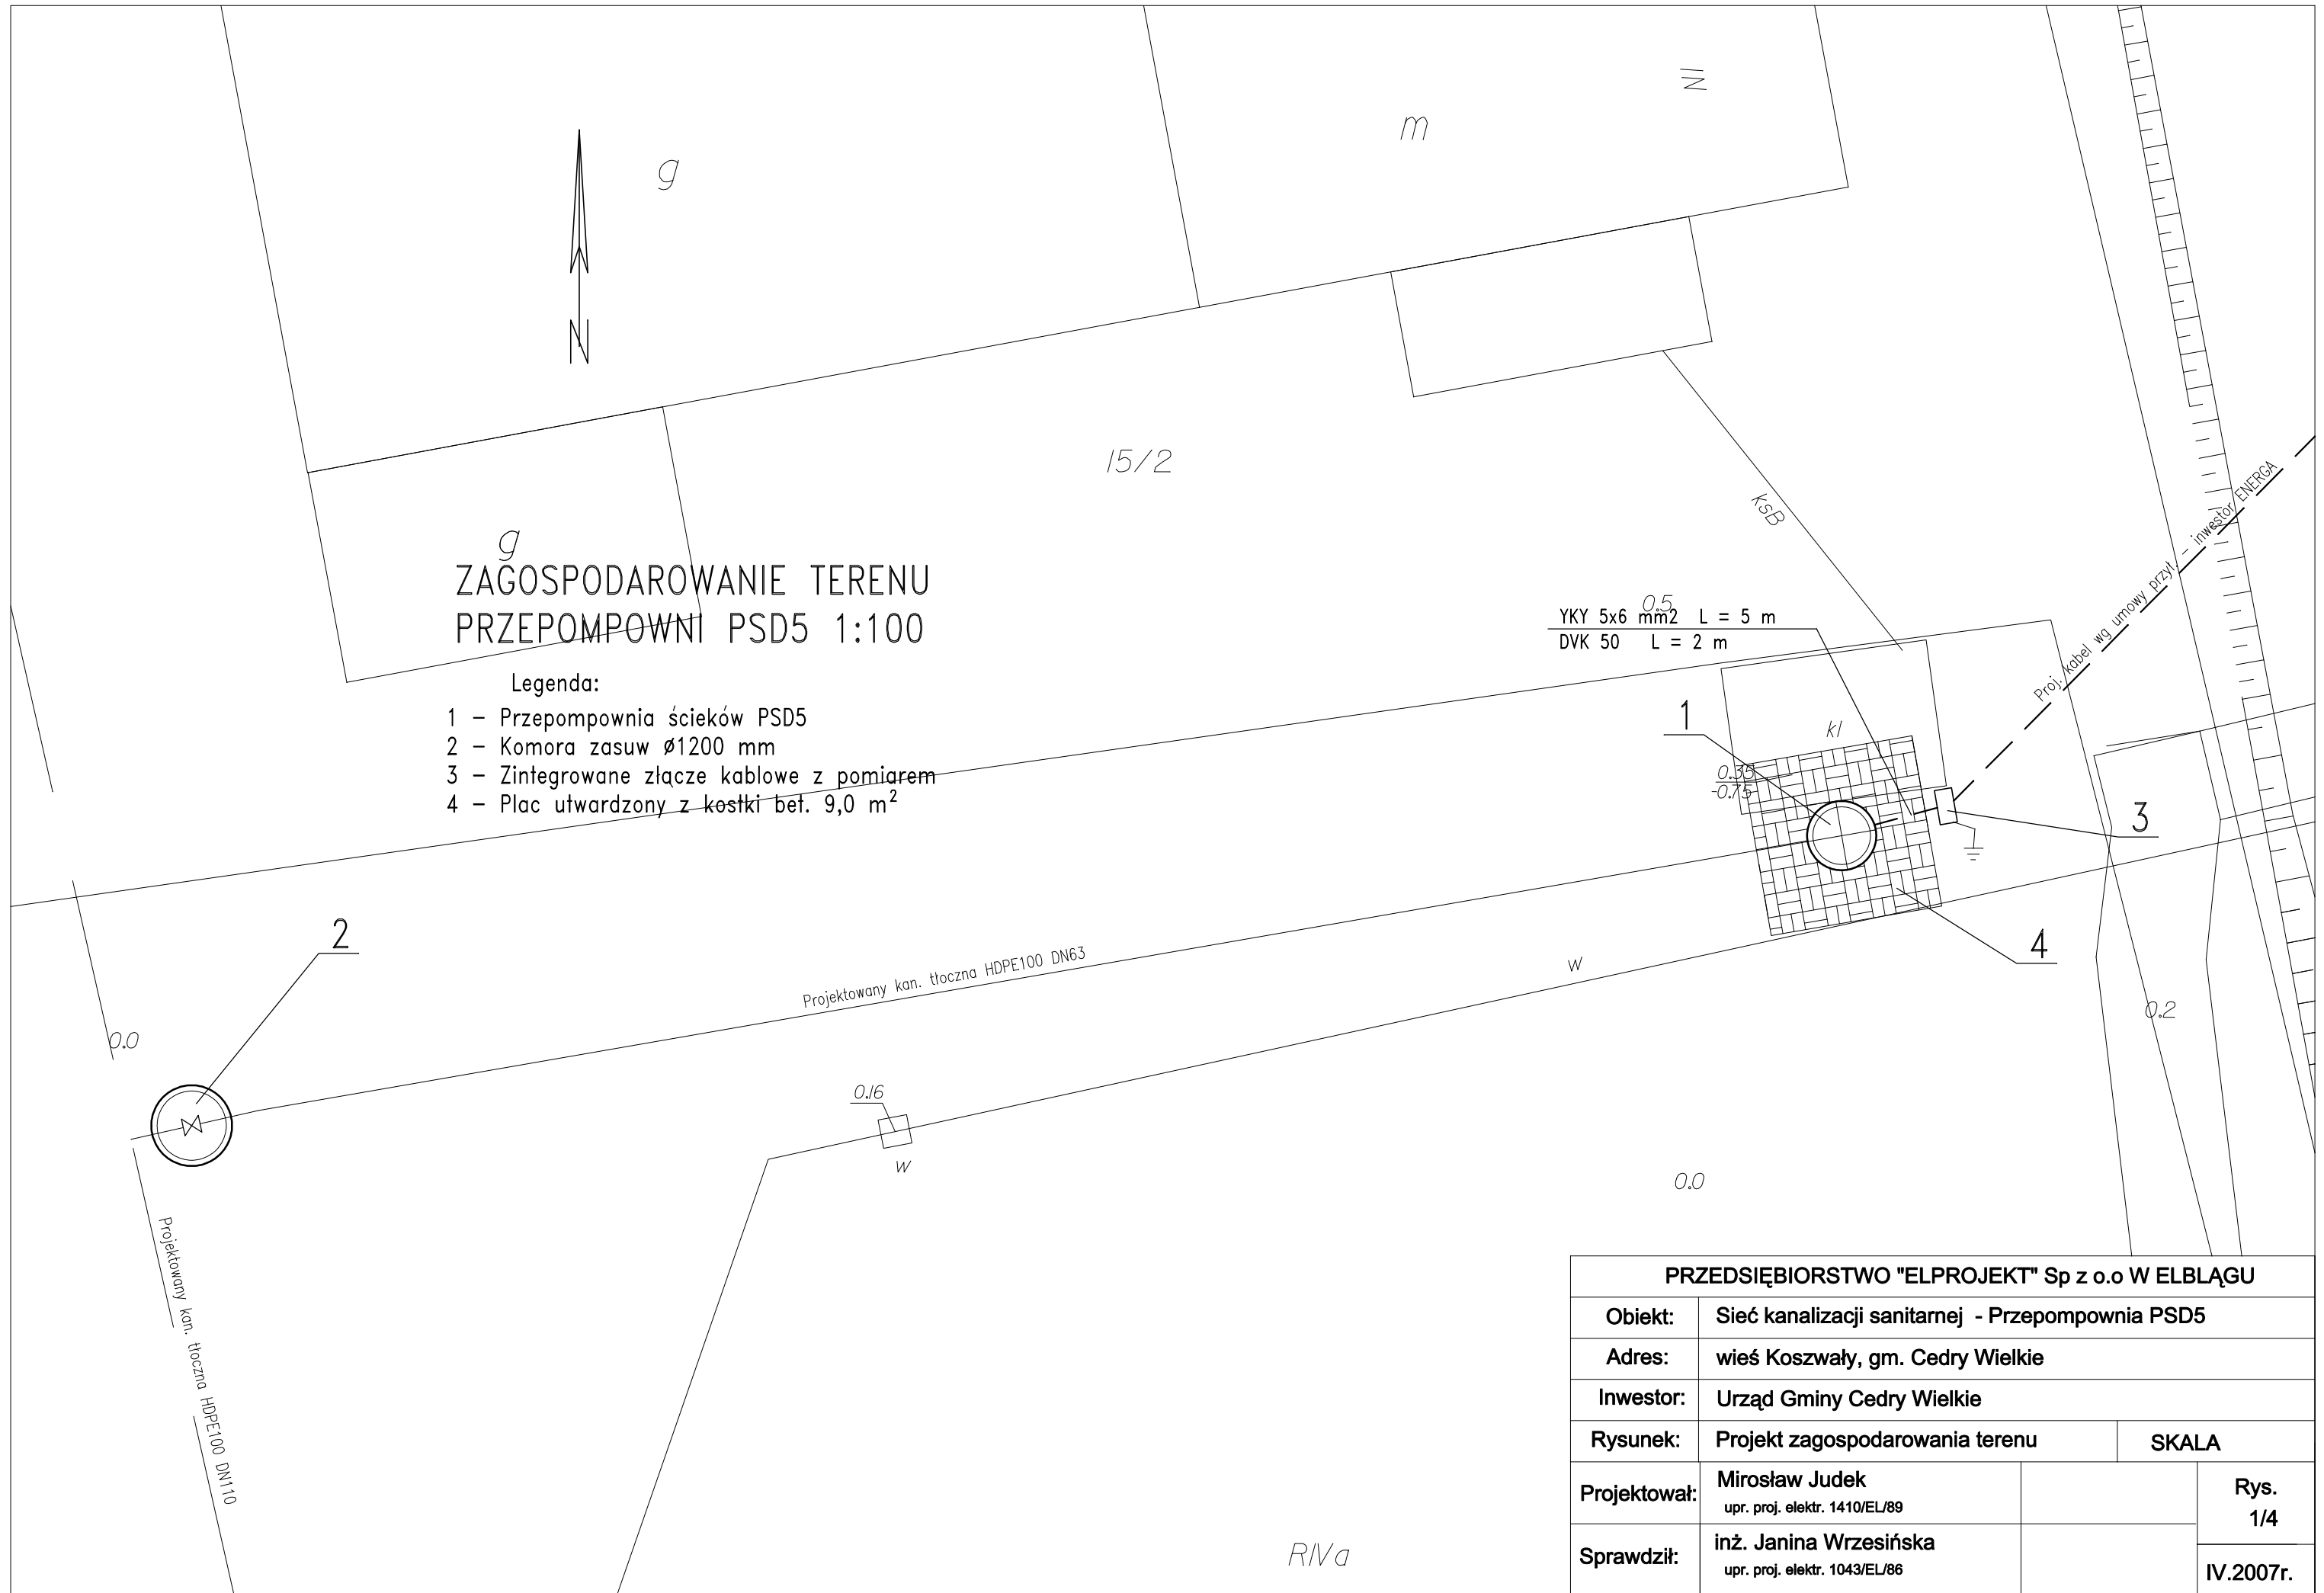 g
m
NI
N
15/2
ksB
g
ZAGOSPODAROWANIE TERENU
PRZEPOMPOWNI PSD5 1:100
Legenda:
1 - Przepompownia ścieków PSD5
2 - Komora zasuw ø1200 mm
3 - Zintegrowane złącze kablowe z pomiarem
4 - Plac utwardzony z kostki bet. 9,0 m²
0.5
YKY 5x6 mm2 L = 5 m
DVK 50 L = 2 m
Proj. kabel wg umowy przył. - inwestor ENERGA
1
kl
0.35
-0.75
3
2
4
Projektowany kan. tłoczna HDPE100 DN63
w
0.2
0.0
0.16
w
0.0
Projektowany kan. tłoczna HDPE100 DN110
RIVa
PRZEDSIĘBIORSTWO "ELPROJEKT" Sp z o.o W ELBLĄGU
Obiekt: Sieć kanalizacji sanitarnej - Przepompownia PSD5
Adres: wieś Koszwały, gm. Cedry Wielkie
Inwestor: Urząd Gminy Cedry Wielkie
Rysunek: Projekt zagospodarowania terenu SKALA
Projektował: Mirosław Judek
upr. proj. elektr. 1410/EL/89
Rys.
1/4
Sprawdził: inż. Janina Wrzesińska
upr. proj. elektr. 1043/EL/86
IV.2007r.